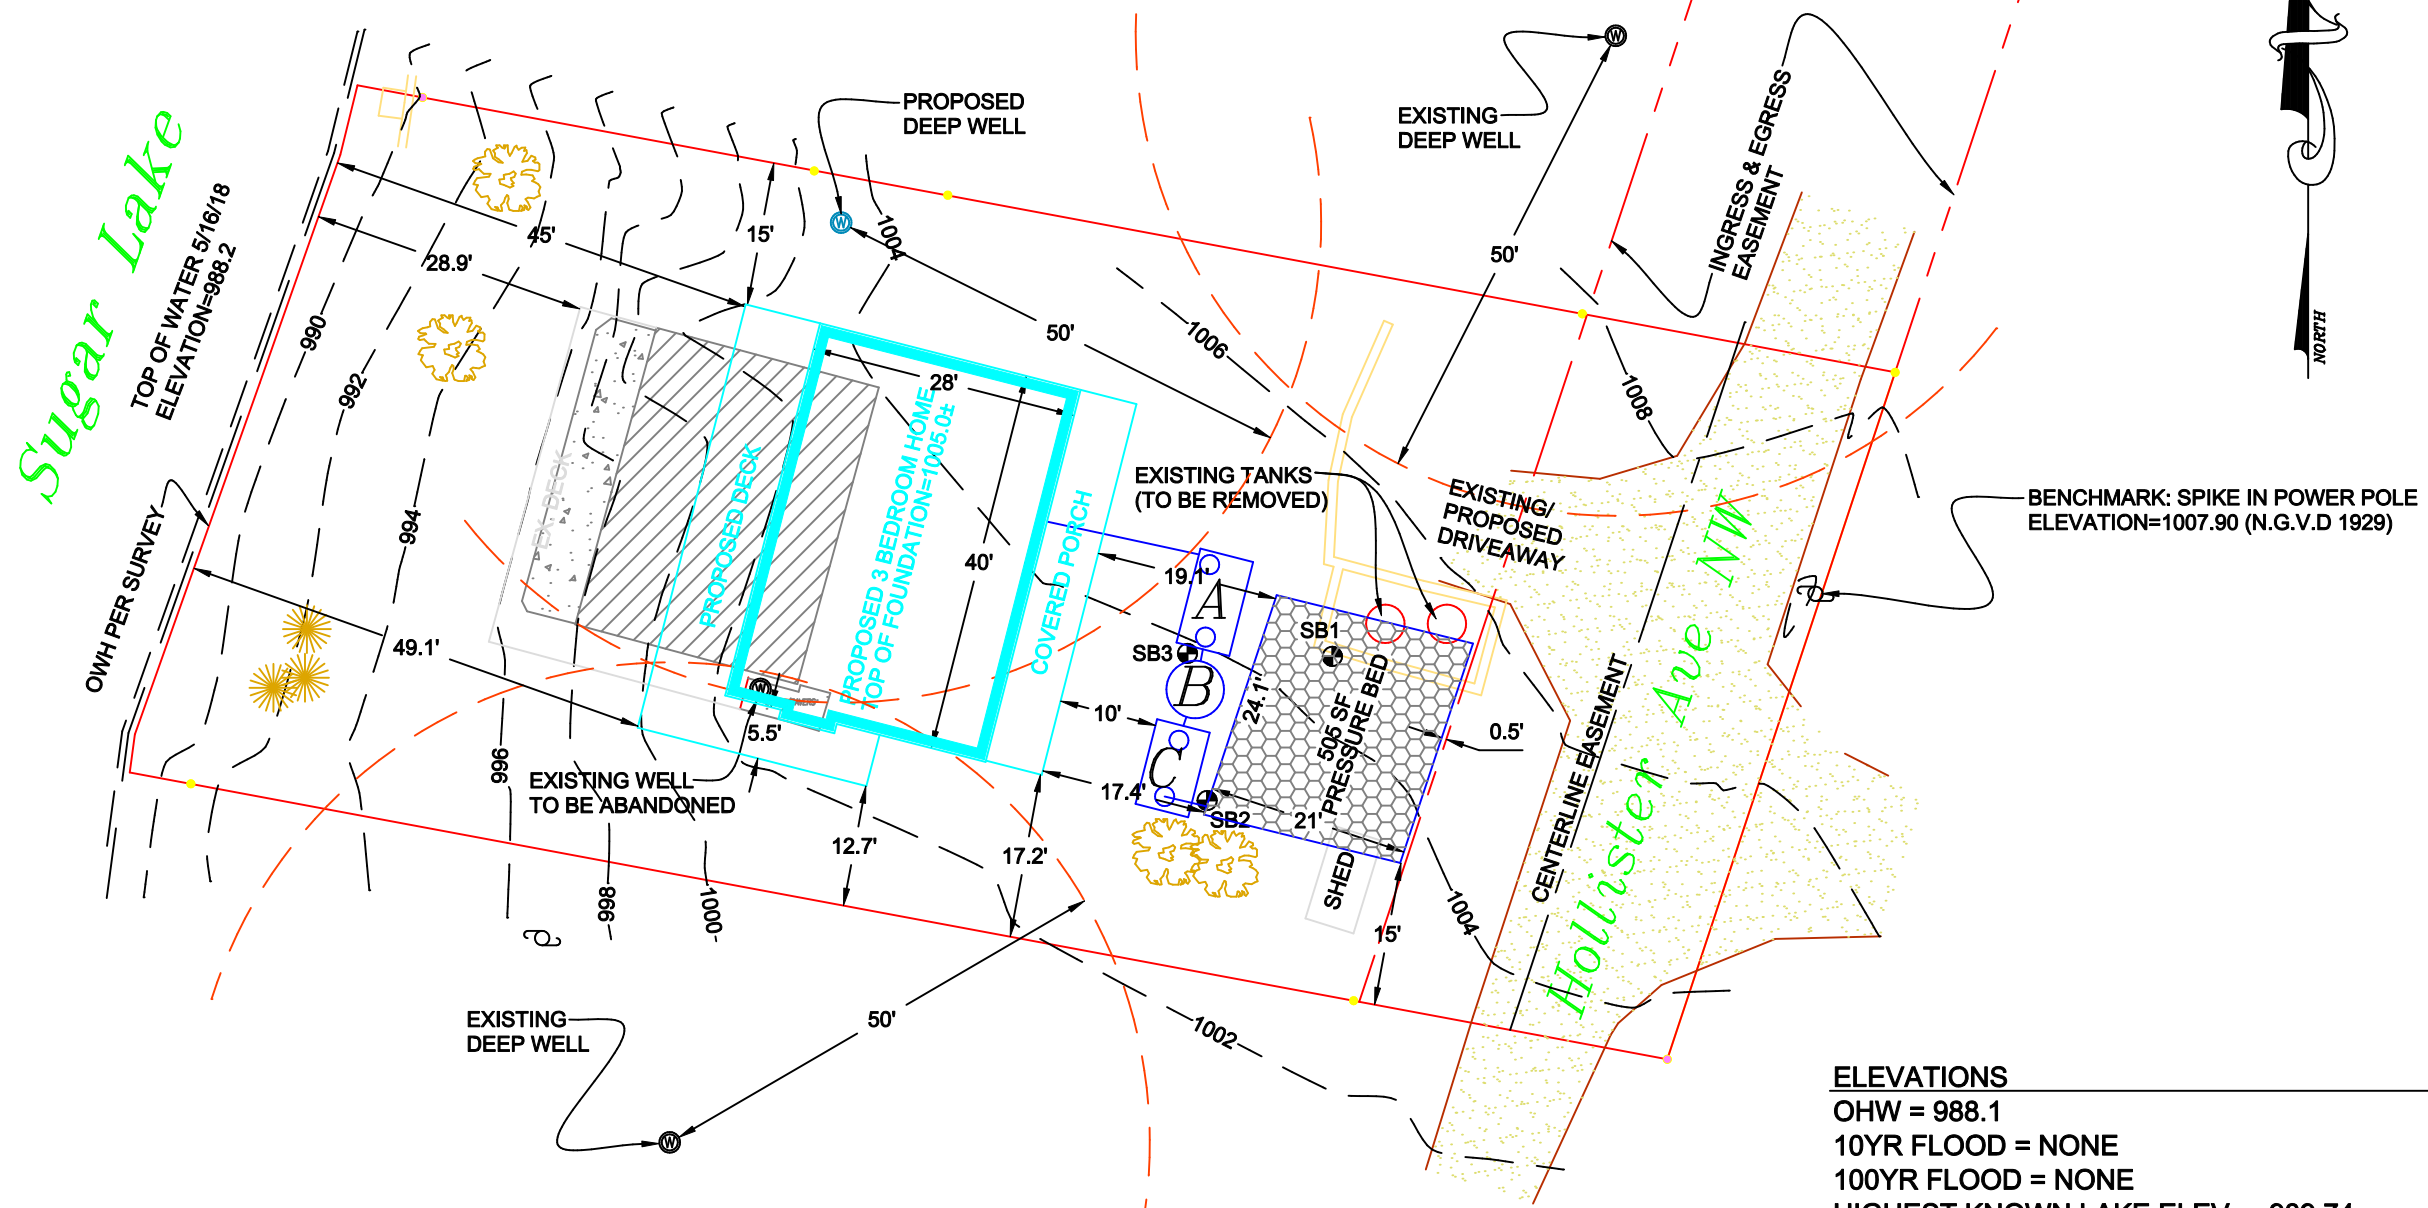 Sugar Lake
TOP OF WATER 5/16/18
ELEVATION=988.2
OWH PER SURVEY
990
992
994
996
998
1000
45'
28.9'
49.1'
15'
PROPOSED
DEEP WELL
W
1004
50'
EXISTING
DEEP WELL
W
50'
INGRESS & EGRESS
EASEMENT
NORTH
1006
1008
EX. DECK
PROPOSED DECK
28'
40'
PROPOSED 3 BEDROOM HOME
TOP OF FOUNDATION=1005.0±
COVERED PORCH
EXISTING TANKS
(TO BE REMOVED)
EXISTING/
PROPOSED
DRIVEAWAY
BENCHMARK: SPIKE IN POWER POLE
ELEVATION=1007.90 (N.G.V.D 1929)
19.1'
A
B
C
SB1
SB2
SB3
24.1'
505 SF
PRESSURE BED
21'
0.5'
10'
17.4'
W
5.5'
EXISTING WELL
TO BE ABANDONED
12.7'
17.2'
SHED
15'
1004
CENTERLINE EASEMENT
Hollister Ave NW
EXISTING
DEEP WELL
W
50'
1002
ELEVATIONS
OHW = 988.1
10YR FLOOD = NONE
100YR FLOOD = NONE